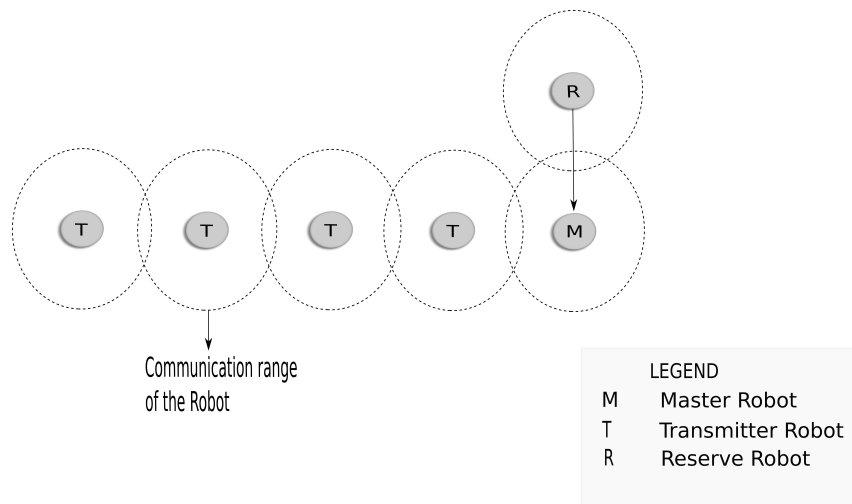 R
T
T
T
T
M
Communication range
of the Robot
LEGEND
M Master Robot
T Transmitter Robot
R Reserve Robot